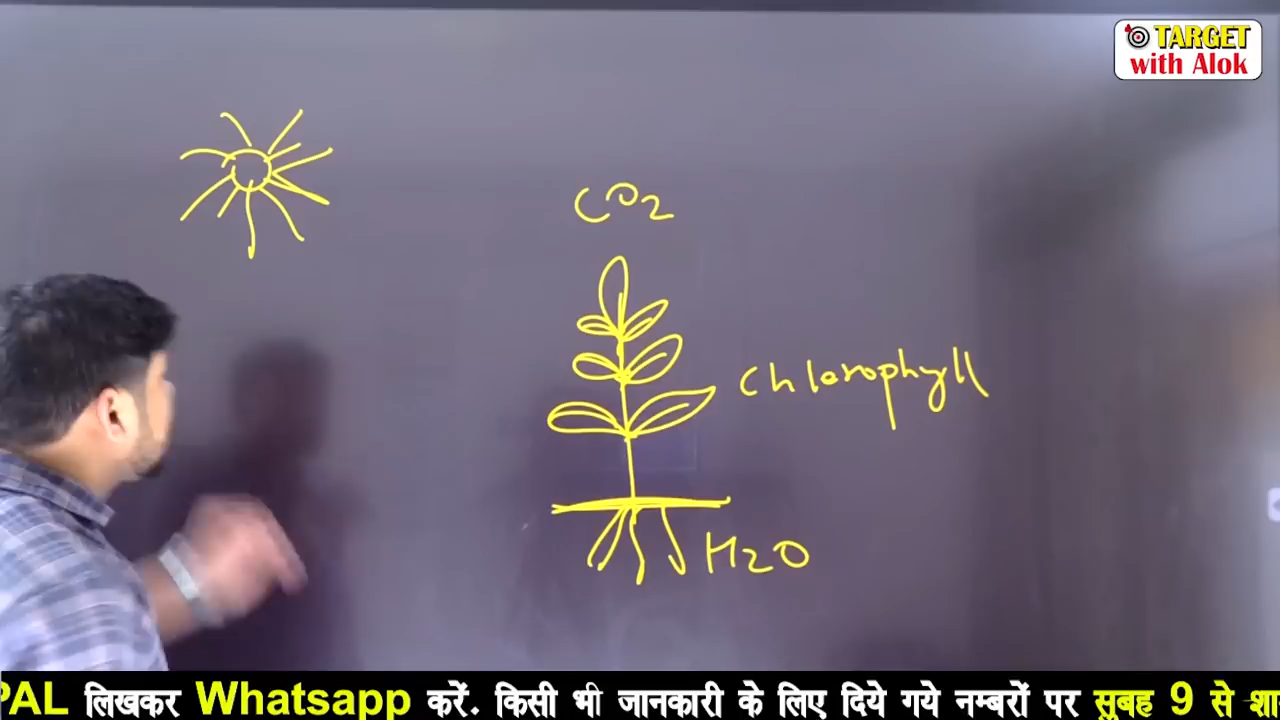 TARGET
with Alok
CO2
Chlorophyll
H2O
PAL लिखकर Whatsapp करें. किसी भी जानकारी के लिए दिये गये नम्बरों पर सुबह 9 से